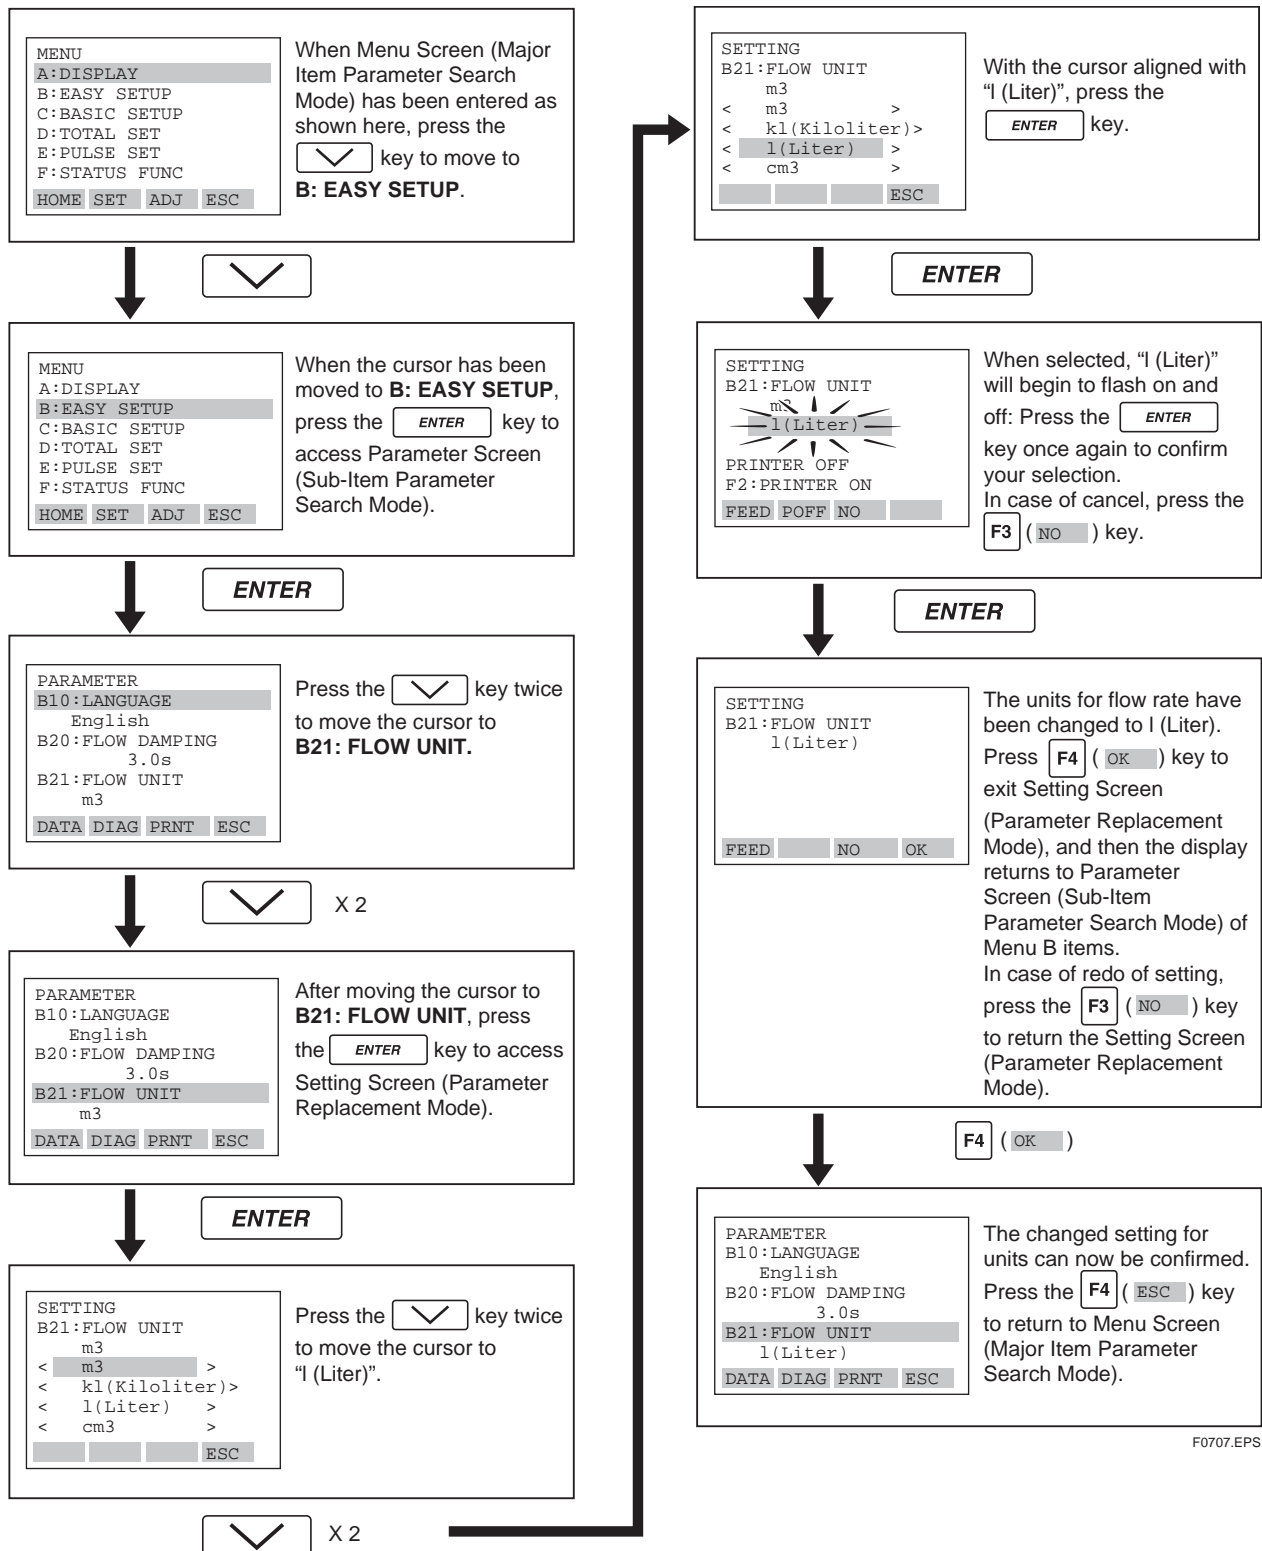 MENU
A:DISPLAY
B:EASY SETUP
C:BASIC SETUP
D:TOTAL SET
E:PULSE SET
F:STATUS FUNC
HOME SET ADJ ESC
When Menu Screen (Major
Item Parameter Search
Mode) has been entered as
shown here, press the
key to move to
B: EASY SETUP.
MENU
A:DISPLAY
B:EASY SETUP
C:BASIC SETUP
D:TOTAL SET
E:PULSE SET
F:STATUS FUNC
HOME SET ADJ ESC
When the cursor has been
moved to B: EASY SETUP,
press the ENTER key to
access Parameter Screen
(Sub-Item Parameter
Search Mode).
ENTER
PARAMETER
B10:LANGUAGE
English
B20:FLOW DAMPING
3.0s
B21:FLOW UNIT
m3
DATA DIAG PRNT ESC
Press the key twice
to move the cursor to
B21: FLOW UNIT.
X 2
PARAMETER
B10:LANGUAGE
English
B20:FLOW DAMPING
3.0s
B21:FLOW UNIT
m3
DATA DIAG PRNT ESC
After moving the cursor to
B21: FLOW UNIT, press
the ENTER key to access
Setting Screen (Parameter
Replacement Mode).
ENTER
SETTING
B21:FLOW UNIT
m3
< m3 >
< kl(Kiloliter)>
< l(Liter) >
< cm3 >
ESC
Press the key twice
to move the cursor to
“l (Liter)”.
X 2
SETTING
B21:FLOW UNIT
m3
< m3 >
< kl(Kiloliter)>
< l(Liter) >
< cm3 >
ESC
With the cursor aligned with
“l (Liter)”, press the
ENTER key.
ENTER
SETTING
B21:FLOW UNIT
m3
l(Liter)
PRINTER OFF
F2:PRINTER ON
FEED POFF NO
When selected, “l (Liter)”
will begin to flash on and
off: Press the ENTER
key once again to confirm
your selection.
In case of cancel, press the
F3 ( NO ) key.
ENTER
SETTING
B21:FLOW UNIT
l(Liter)
FEED NO OK
The units for flow rate have
been changed to l (Liter).
Press F4 ( OK ) key to
exit Setting Screen
(Parameter Replacement
Mode), and then the display
returns to Parameter
Screen (Sub-Item
Parameter Search Mode) of
Menu B items.
In case of redo of setting,
press the F3 ( NO ) key
to return the Setting Screen
(Parameter Replacement
Mode).
F4 ( OK )
PARAMETER
B10:LANGUAGE
English
B20:FLOW DAMPING
3.0s
B21:FLOW UNIT
l(Liter)
DATA DIAG PRNT ESC
The changed setting for
units can now be confirmed.
Press the F4 ( ESC ) key
to return to Menu Screen
(Major Item Parameter
Search Mode).
F0707.EPS